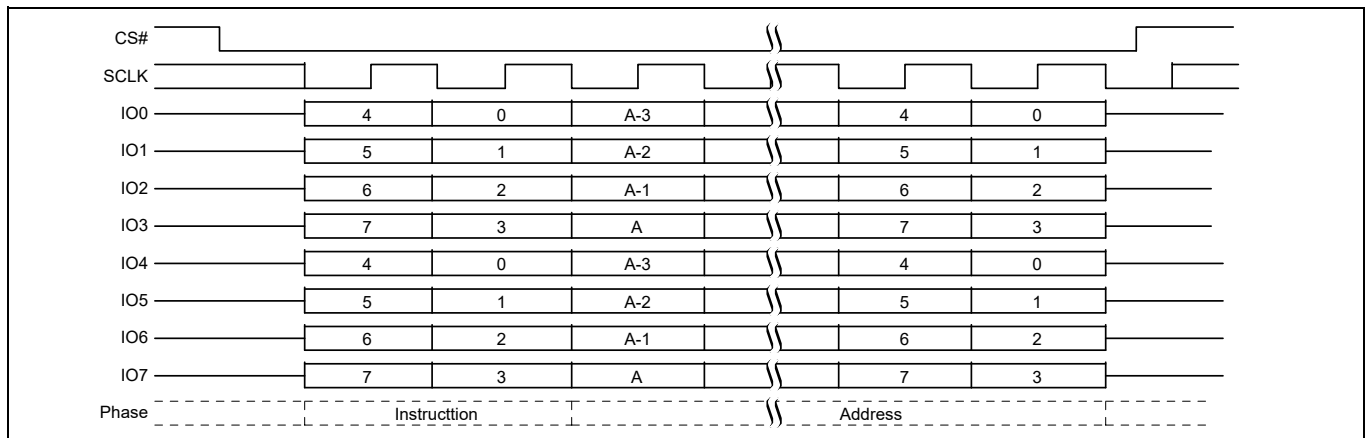 CS#
SCLK
IO0 4 0 A-3 4 0
IO1 5 1 A-2 5 1
IO2 6 2 A-1 6 2
IO3 7 3 A 7 3
IO4 4 0 A-3 4 0
IO5 5 1 A-2 5 1
IO6 6 2 A-1 6 2
IO7 7 3 A 7 3
Phase Instructtion Address